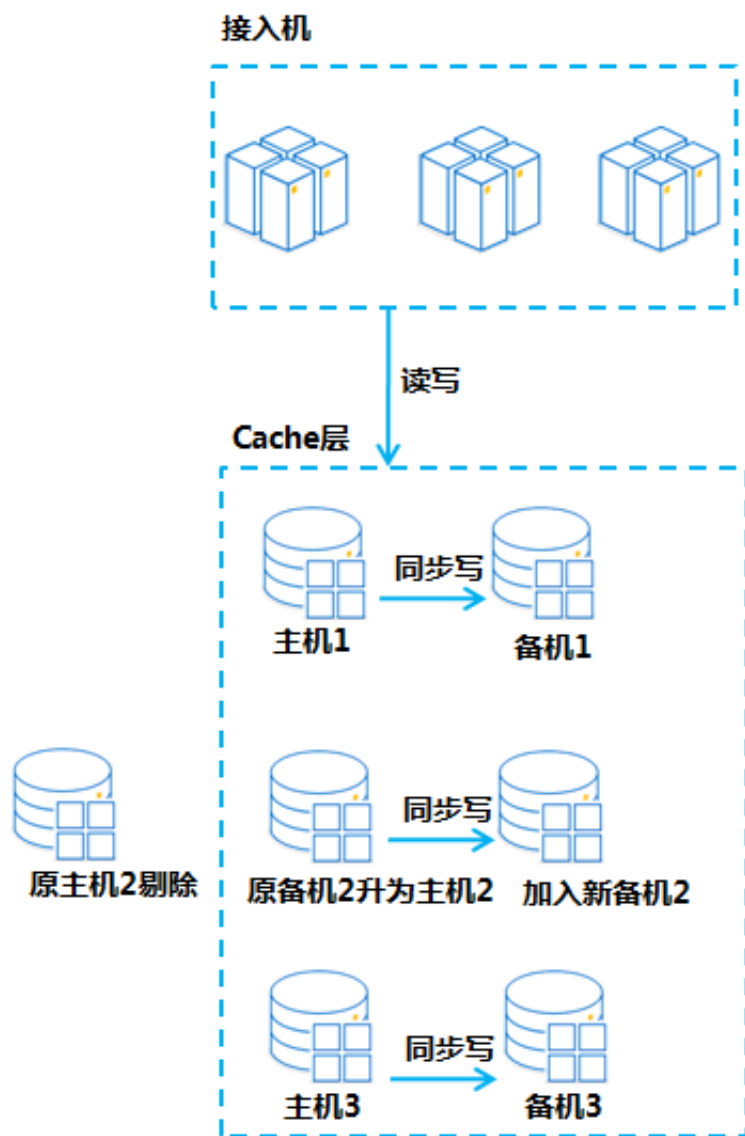 接入机
读写
Cache层
同步写
主机1
备机1
同步写
原主机2剔除
原备机2升为主机2
加入新备机2
同步写
主机3
备机3